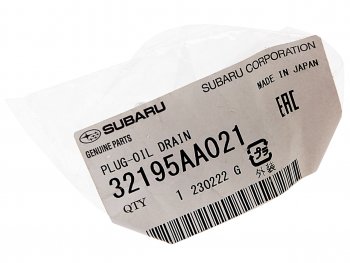 SUBARU
SUBARU CORPORATION
GENUINE PARTS
MADE IN JAPAN
PLUG-OIL DRAIN
EAC
32195AA021
QTY 1 230222 G
外装